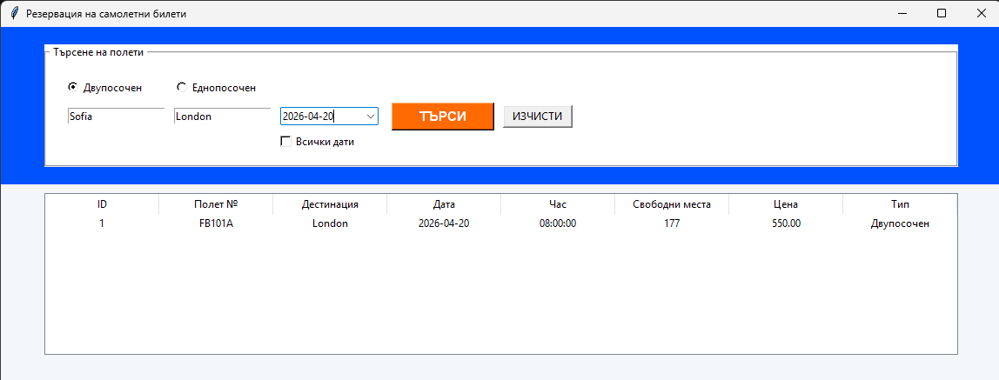 Резервация на самолетни билети
Търсене на полети
Двупосочен Еднопосочен
Sofia London 2026-04-20 ТЪРСИ ИЗЧИСТИ
Всички дати
ID Полет № Дестинация Дата Час Свободни места Цена Тип
1 FB101A London 2026-04-20 08:00:00 177 550.00 Двупосочен